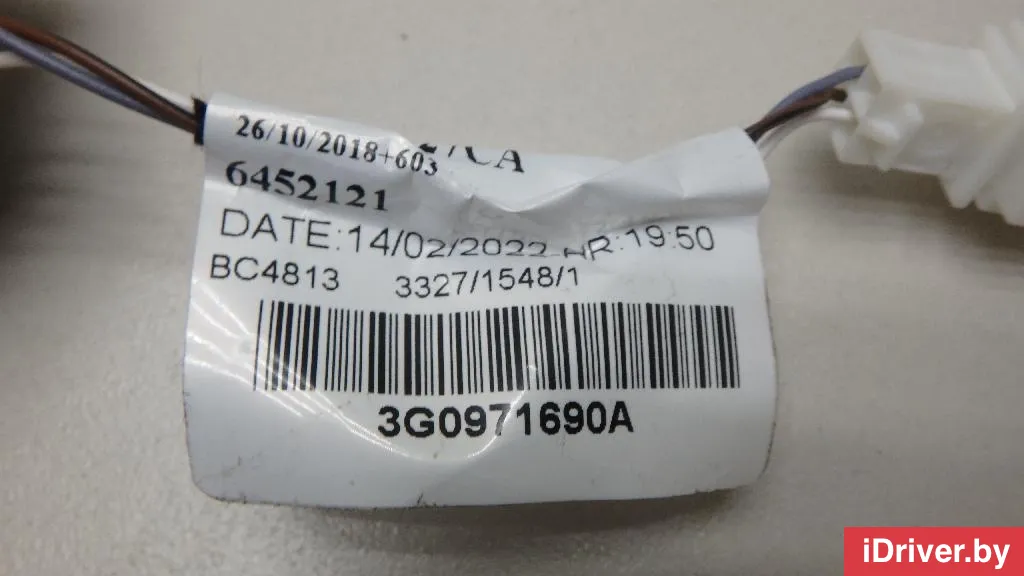 26/10/2018+603
/CA
6452121
DATE:14/02/2022 HR:19:50
BC4813 3327/1548/1
3G0971690A
iDriver.by